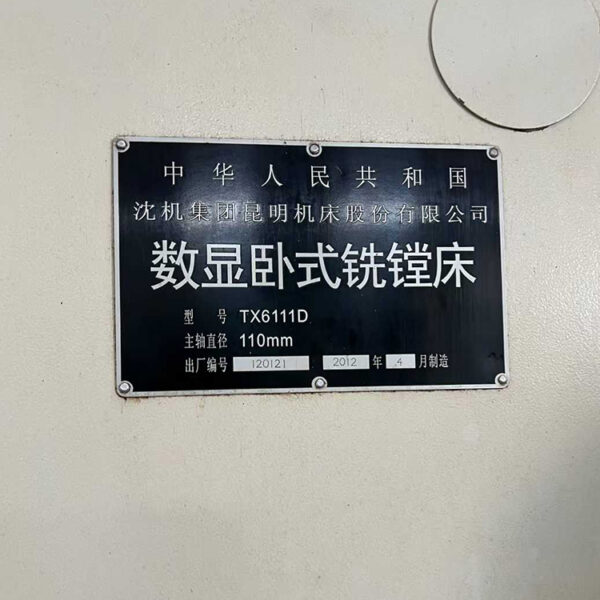 中华人民共和国
沈机集团昆明机床股份有限公司
数显卧式铣镗床
型号 TX6111D
主轴直径 110mm
出厂编号 120121 2012 年 4 月制造